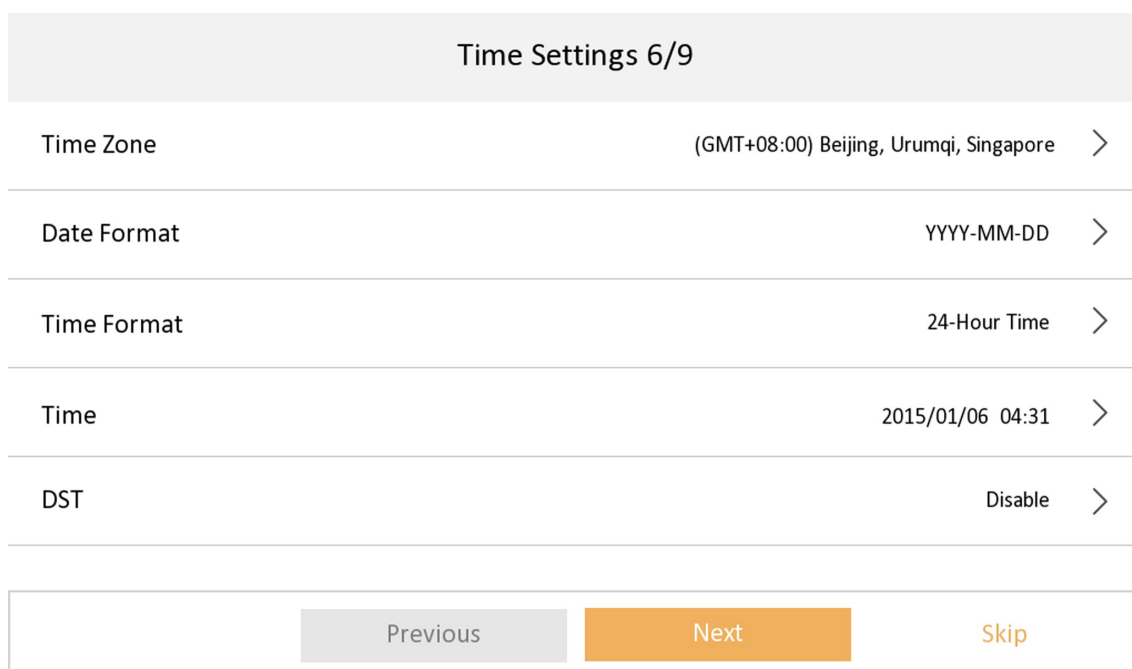 Time Settings 6/9
Time Zone (GMT+08:00) Beijing, Urumqi, Singapore
Date Format YYYY-MM-DD
Time Format 24-Hour Time
Time 2015/01/06 04:31
DST Disable
Previous Next Skip